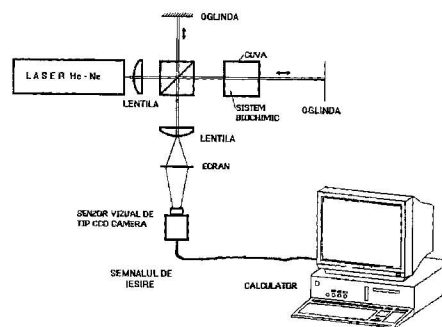 OGLINDA
LASER He-Ne
LENTILA
CUVA
SISTEM
BIOCHIMIC
OGLINDA
LENTILA
ECRAN
SENZOR VIZUAL DE
TIP CCD CAMERA
SEMNALUL DE
IESIRE
CALCULATOR